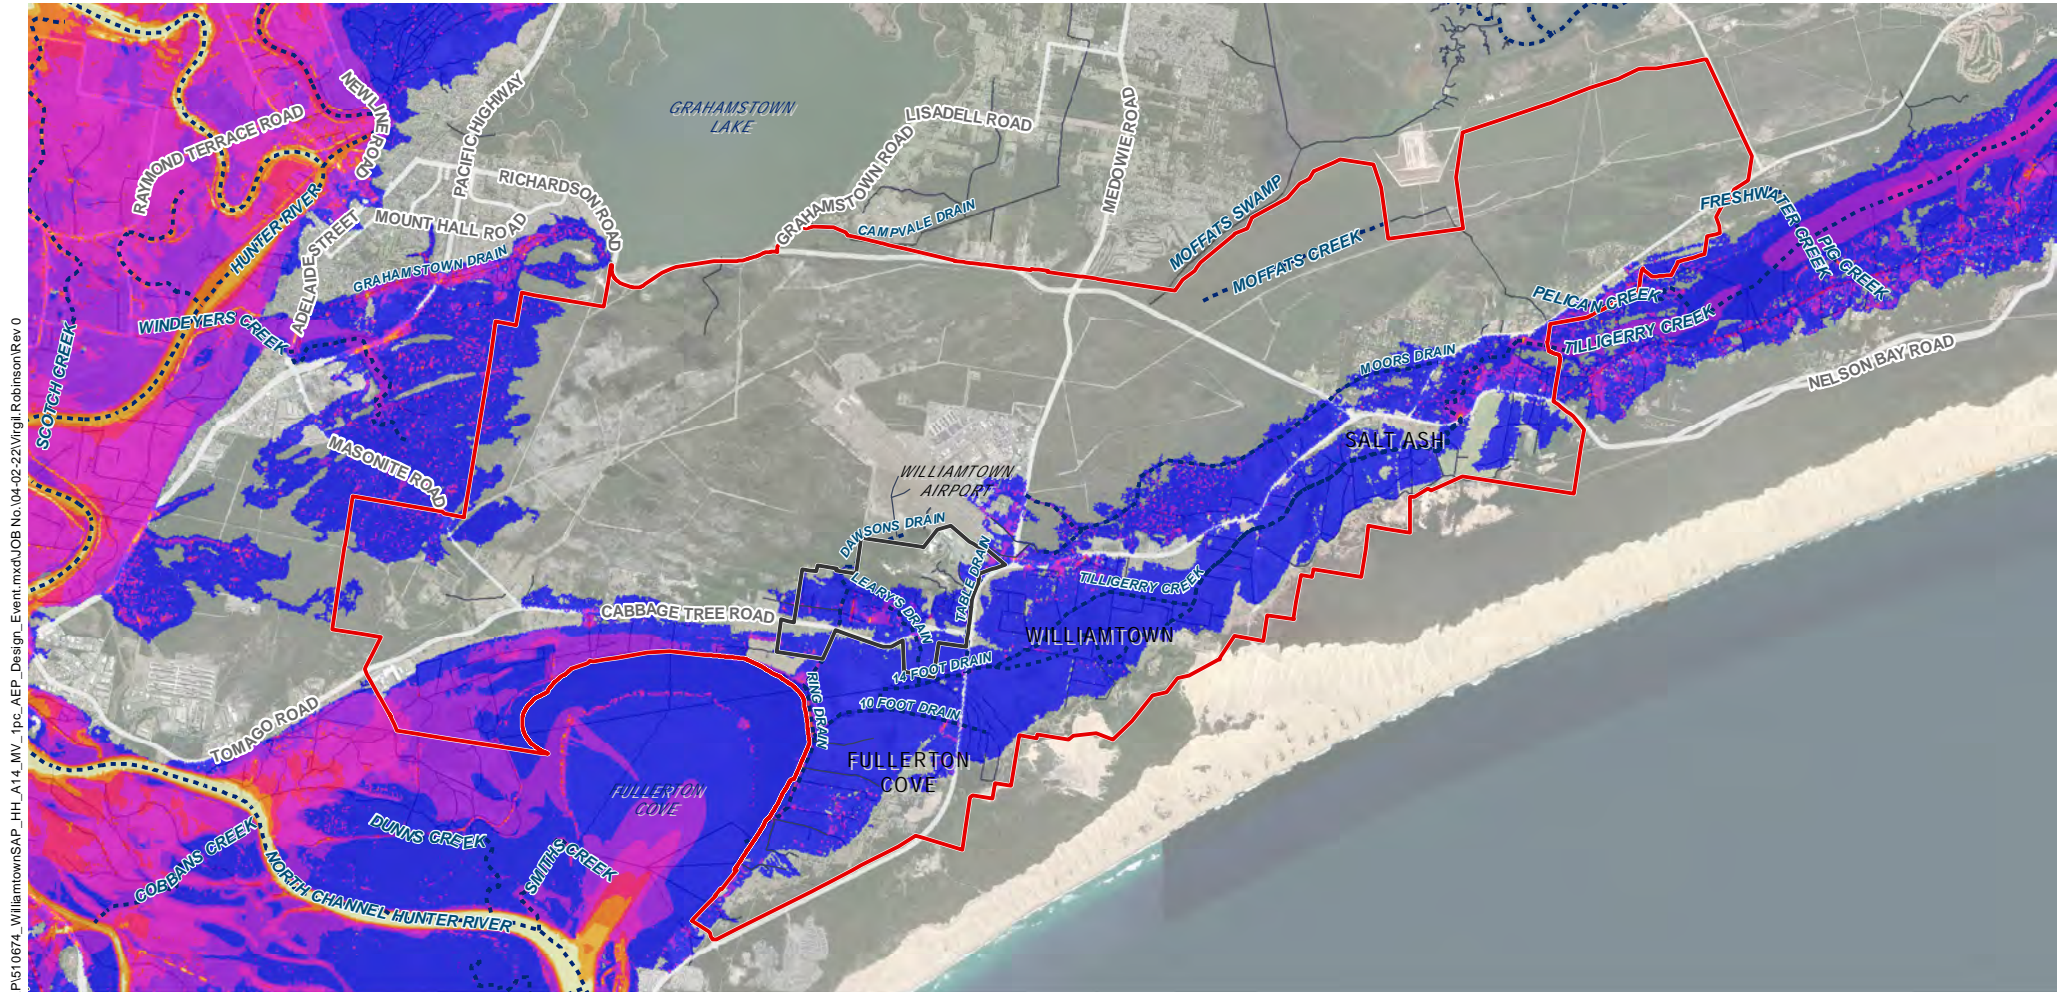 P:\510674_WilliamtownSAP_HH_A14_MV_1pc_AEP_Design_Event.mxd\JOB No.\04-02-22\Virgil.Robinson\Rev 0
NEWLINE ROAD
PACIFIC HIGHWAY
GRAHAMSTOWN
LAKE
LISADELL ROAD
MEDOWIE ROAD
RAYMOND TERRACE ROAD
GRAHAMSTOWN ROAD
RICHARDSON ROAD
MOUNT HALL ROAD
HUNTER RIVER
ADELAIDE STREET
GRAHAMSTOWN DRAIN
CAMPVALE DRAIN
MOFFATS SWAMP
MOFFATS CREEK
FRESHWATER CREEK
PIG CREEK
PELICAN CREEK
TILLIGERRY CREEK
WINDEYERS CREEK
SCOTCH CREEK
MOORS DRAIN
NELSON BAY ROAD
MASONITE ROAD
SALT ASH
WILLIAMTOWN
AIRPORT
DAWSONS DRAIN
LEARY'S DRAIN
TABLE DRAIN
TILLIGERRY CREEK
CABBAGE TREE ROAD
WILLIAMTOWN
14 FOOT DRAIN
RING DRAIN
10 FOOT DRAIN
TOMAGO ROAD
FULLERTON
COVE
FULLERTON
COVE
DUNNS CREEK
SMITHS CREEK
COBBANS CREEK
NORTH CHANNEL HUNTER RIVER